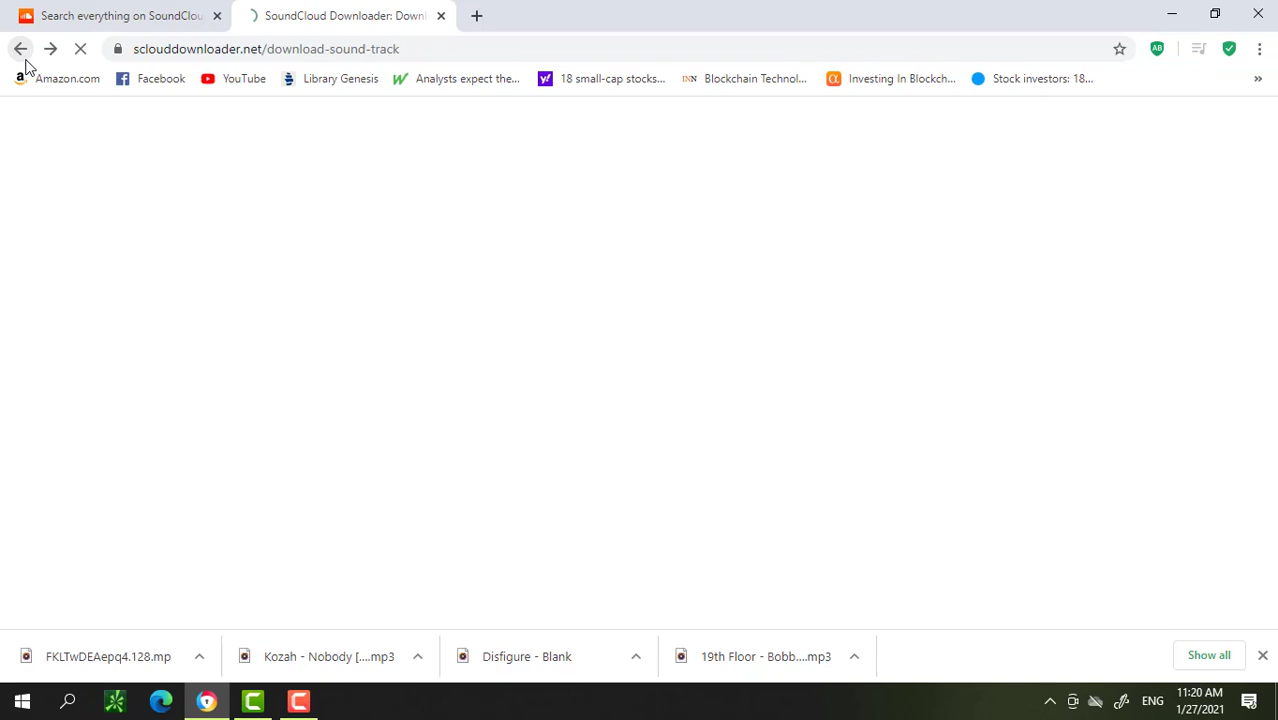 Search everything on SoundClou
SoundCloud Downloader: Downl
sclouddownloader.net/download-sound-track
Amazon.com
Facebook
YouTube
Library Genesis
Analysts expect the...
18 small-cap stocks...
INN
Blockchain Technol...
Investing In Blockch...
Stock investors: 18...
»
FKLTwDEAepq4.128.mp
Kozah - Nobody [....mp3
Disfigure - Blank
19th Floor - Bobb....mp3
Show all
ENG
11:20 AM
1/27/2021